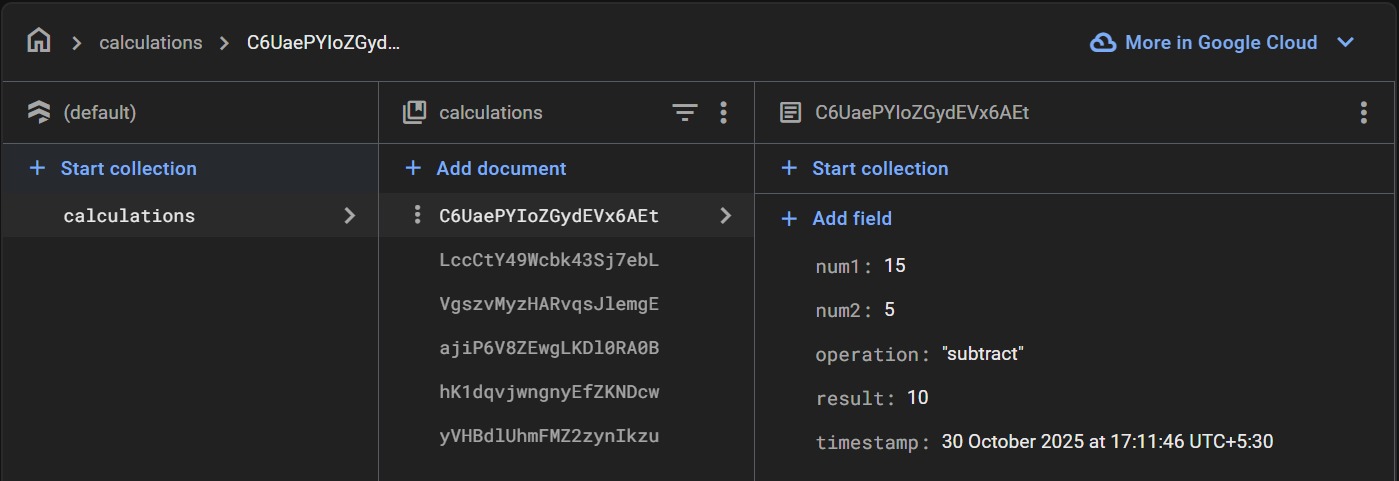 calculations
C6UaePYIoZGyd...
More in Google Cloud
(default)
calculations
C6UaePYIoZGydEVx6AEt
+ Start collection
+ Add document
+ Start collection
calculations
C6UaePYIoZGydEVx6AEt
LccCtY49Wcbk43Sj7ebL
VgszvMyzHARvqsJlemgE
ajiP6V8ZEwgLKDl0RA0B
hK1dqvjwngnyEfZKNDcw
yVHBdlUhmFMZ2zynIkzu
+ Add field
num1: 15
num2: 5
operation: "subtract"
result: 10
timestamp: 30 October 2025 at 17:11:46 UTC+5:30